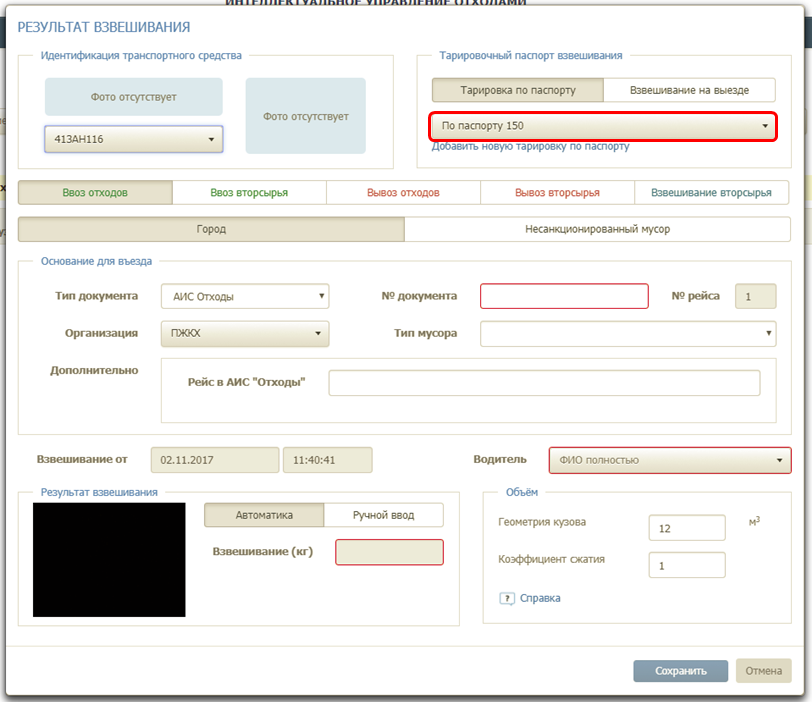 ИНТЕЛЛЕКТУАЛЬНОЕ УПРАВЛЕНИЕ ОТХОДАМИ
РЕЗУЛЬТАТ ВЗВЕШИВАНИЯ
Идентификация транспортного средства
Фото отсутствует
Фото отсутствует
413АН116
Тарировочный паспорт взвешивания
Тарировка по паспорту
Взвешивание на выезде
По паспорту 150
Добавить новую тарировку по паспорту
Ввоз отходов
Ввоз вторсырья
Вывоз отходов
Вывоз вторсырья
Взвешивание вторсырья
Город
Несанкционированный мусор
Основание для въезда
Тип документа
АИС Отходы
№ документа
№ рейса
1
Организация
ПЖКХ
Тип мусора
Дополнительно
Рейс в АИС "Отходы"
Взвешивание от
02.11.2017
11:40:41
Водитель
ФИО полностью
Результат взвешивания
Автоматика
Ручной ввод
Взвешивание (кг)
Объём
Геометрия кузова
12
м³
Коэффициент сжатия
1
? Справка
Сохранить
Отмена